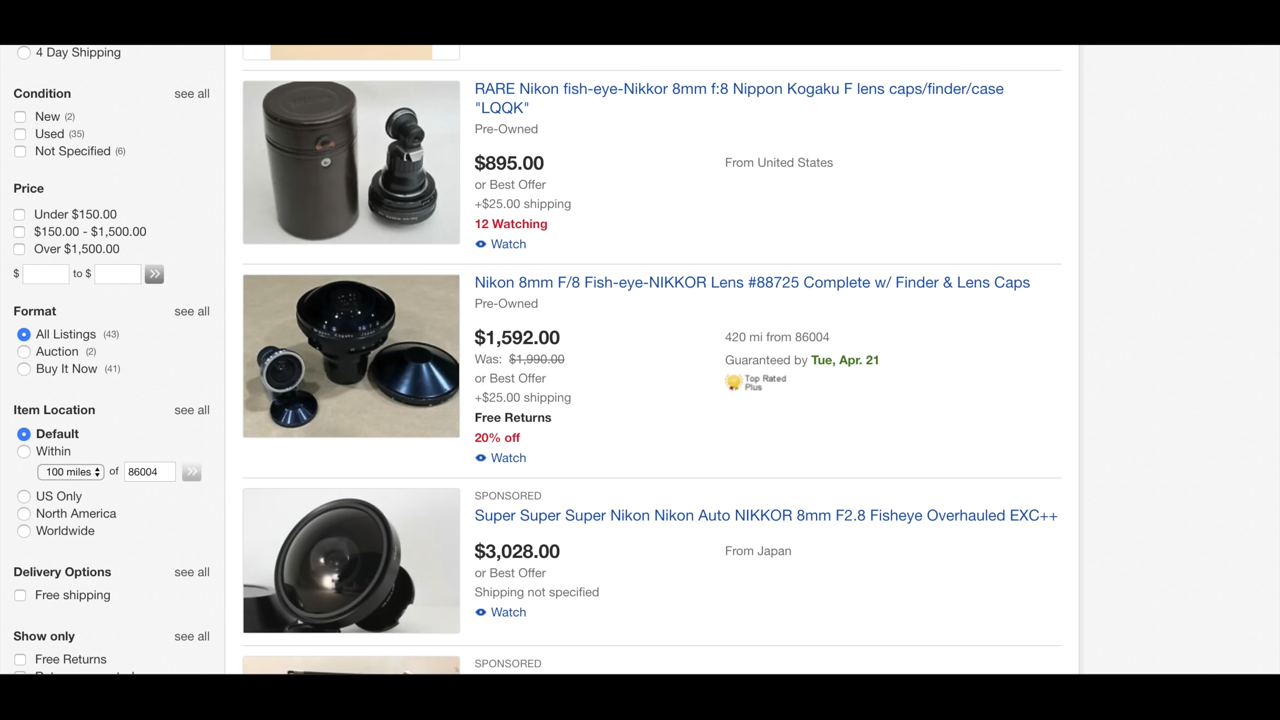 4 Day Shipping
Condition see all
New (2)
Used (35)
Not Specified (6)
Price
Under $150.00
$150.00 - $1,500.00
Over $1,500.00
$ to $
Format see all
All Listings (43)
Auction (2)
Buy It Now (41)
Item Location see all
Default
Within
100 miles of 86004
US Only
North America
Worldwide
Delivery Options see all
Free shipping
Show only see all
Free Returns
RARE Nikon fish-eye-Nikkor 8mm f:8 Nippon Kogaku F lens caps/finder/case
"LQQK"
Pre-Owned
$895.00 From United States
or Best Offer
+$25.00 shipping
12 Watching
Watch
Nikon 8mm F/8 Fish-eye-NIKKOR Lens #88725 Complete w/ Finder & Lens Caps
Pre-Owned
$1,592.00 420 mi from 86004
Was: $1,990.00 Guaranteed by Tue, Apr. 21
or Best Offer Top Rated
Plus
+$25.00 shipping
Free Returns
20% off
Watch
SPONSORED
Super Super Super Nikon Nikon Auto NIKKOR 8mm F2.8 Fisheye Overhauled EXC++
$3,028.00 From Japan
or Best Offer
Shipping not specified
Watch
SPONSORED